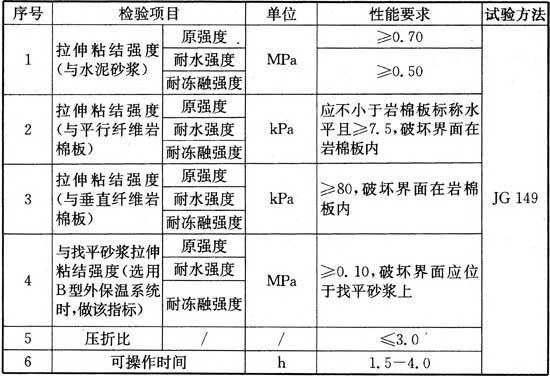 序号 检验项目 单位 性能要求 试验方法
1 拉伸粘结强度(与水泥砂浆) 原强度 MPa ≥0.70 JG 149
耐水强度 ≥0.50
耐冻融强度
2 拉伸粘结强度(与平行纤维岩棉板) 原强度 kPa 应不小于岩棉板标称水平且≥7.5,破坏界面在岩棉板内
耐水强度
耐冻融强度
3 拉伸粘结强度(与垂直纤维岩棉板) 原强度 kPa ≥80,破坏界面在岩棉板内
耐水强度
耐冻融强度
4 与找平砂浆拉伸粘结强度(选用B型外保温系统时,做该指标) 原强度 MPa ≥0.10,破坏界面应位于找平砂浆上
耐水强度
耐冻融强度
5 压折比 / / ≤3.0
6 可操作时间 h 1.5-4.0